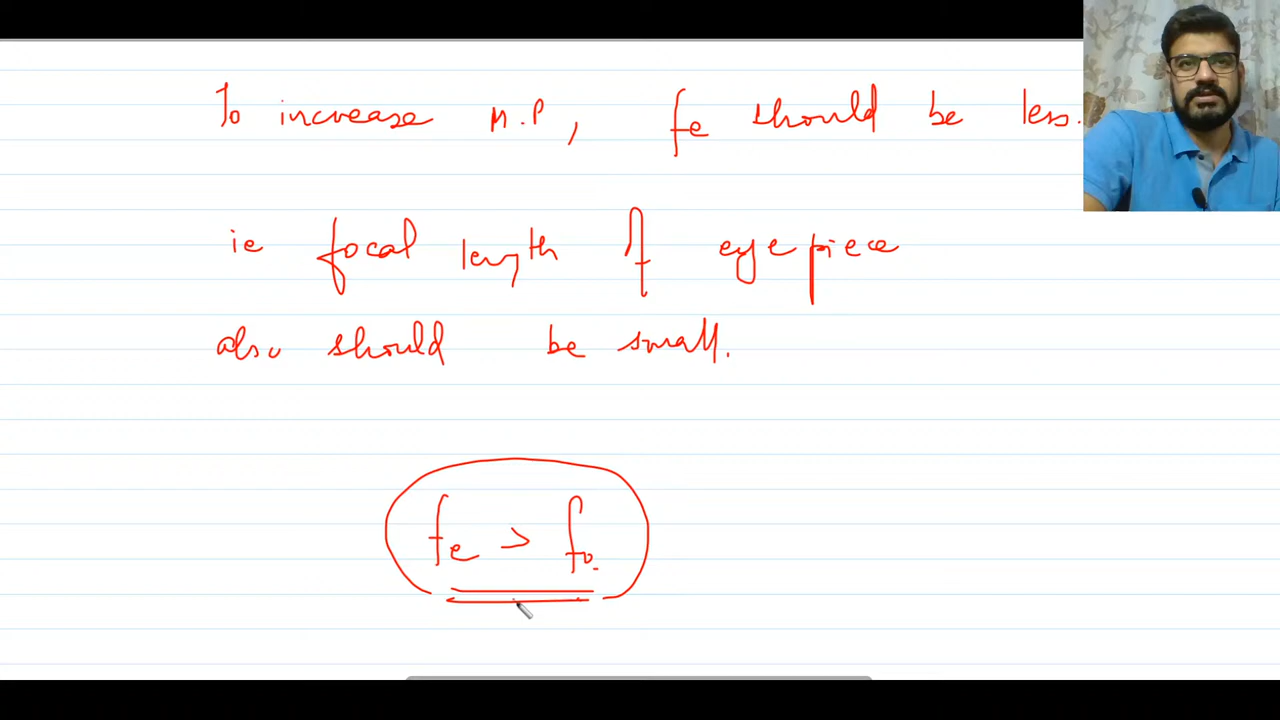 To increase M.P, fe should be less.
ie focal length of eyepiece
also should be small.
fe > fo.